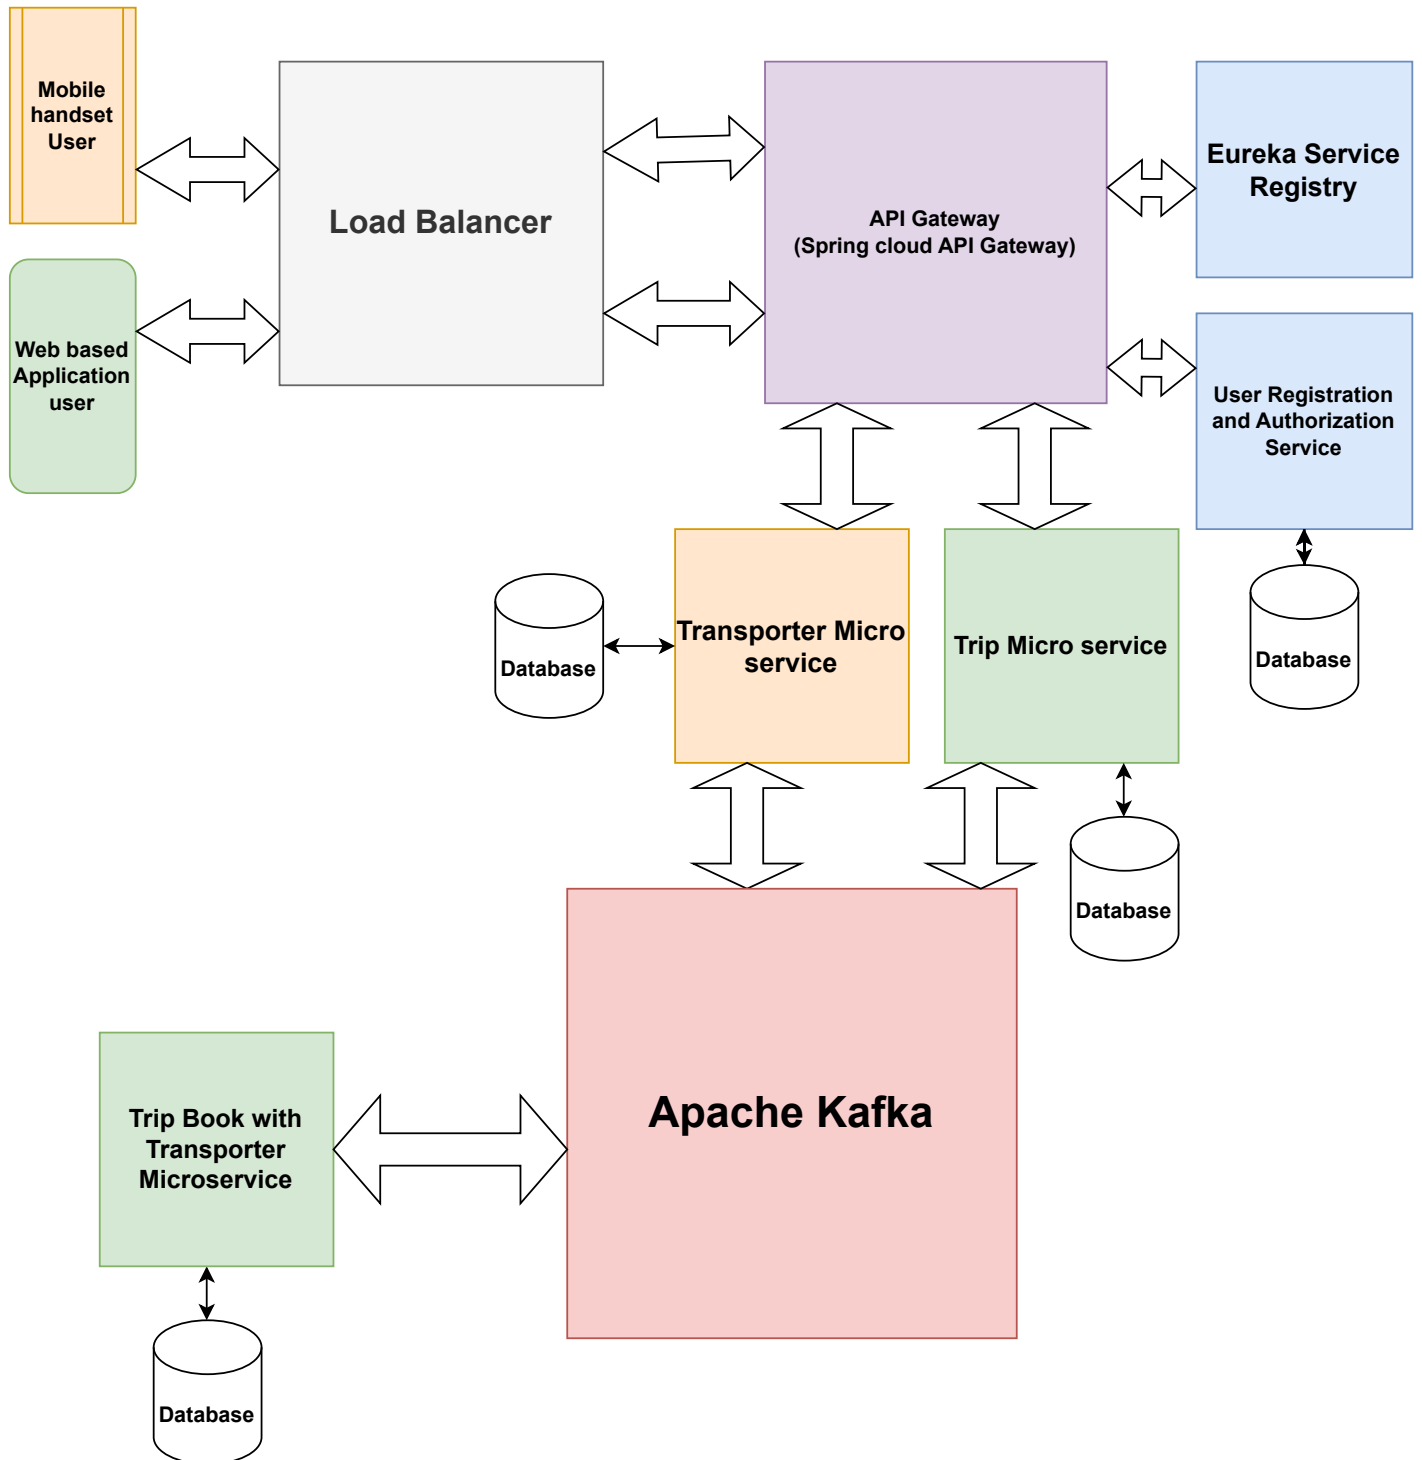 Mobile
handset
User
Load Balancer
API Gateway
(Spring cloud API Gateway)
Eureka Service
Registry
Web based
Application
user
User Registration
and Authorization
Service
Database
Transporter Micro
service
Trip Micro service
Database
Database
Apache Kafka
Trip Book with
Transporter
Microservice
Database